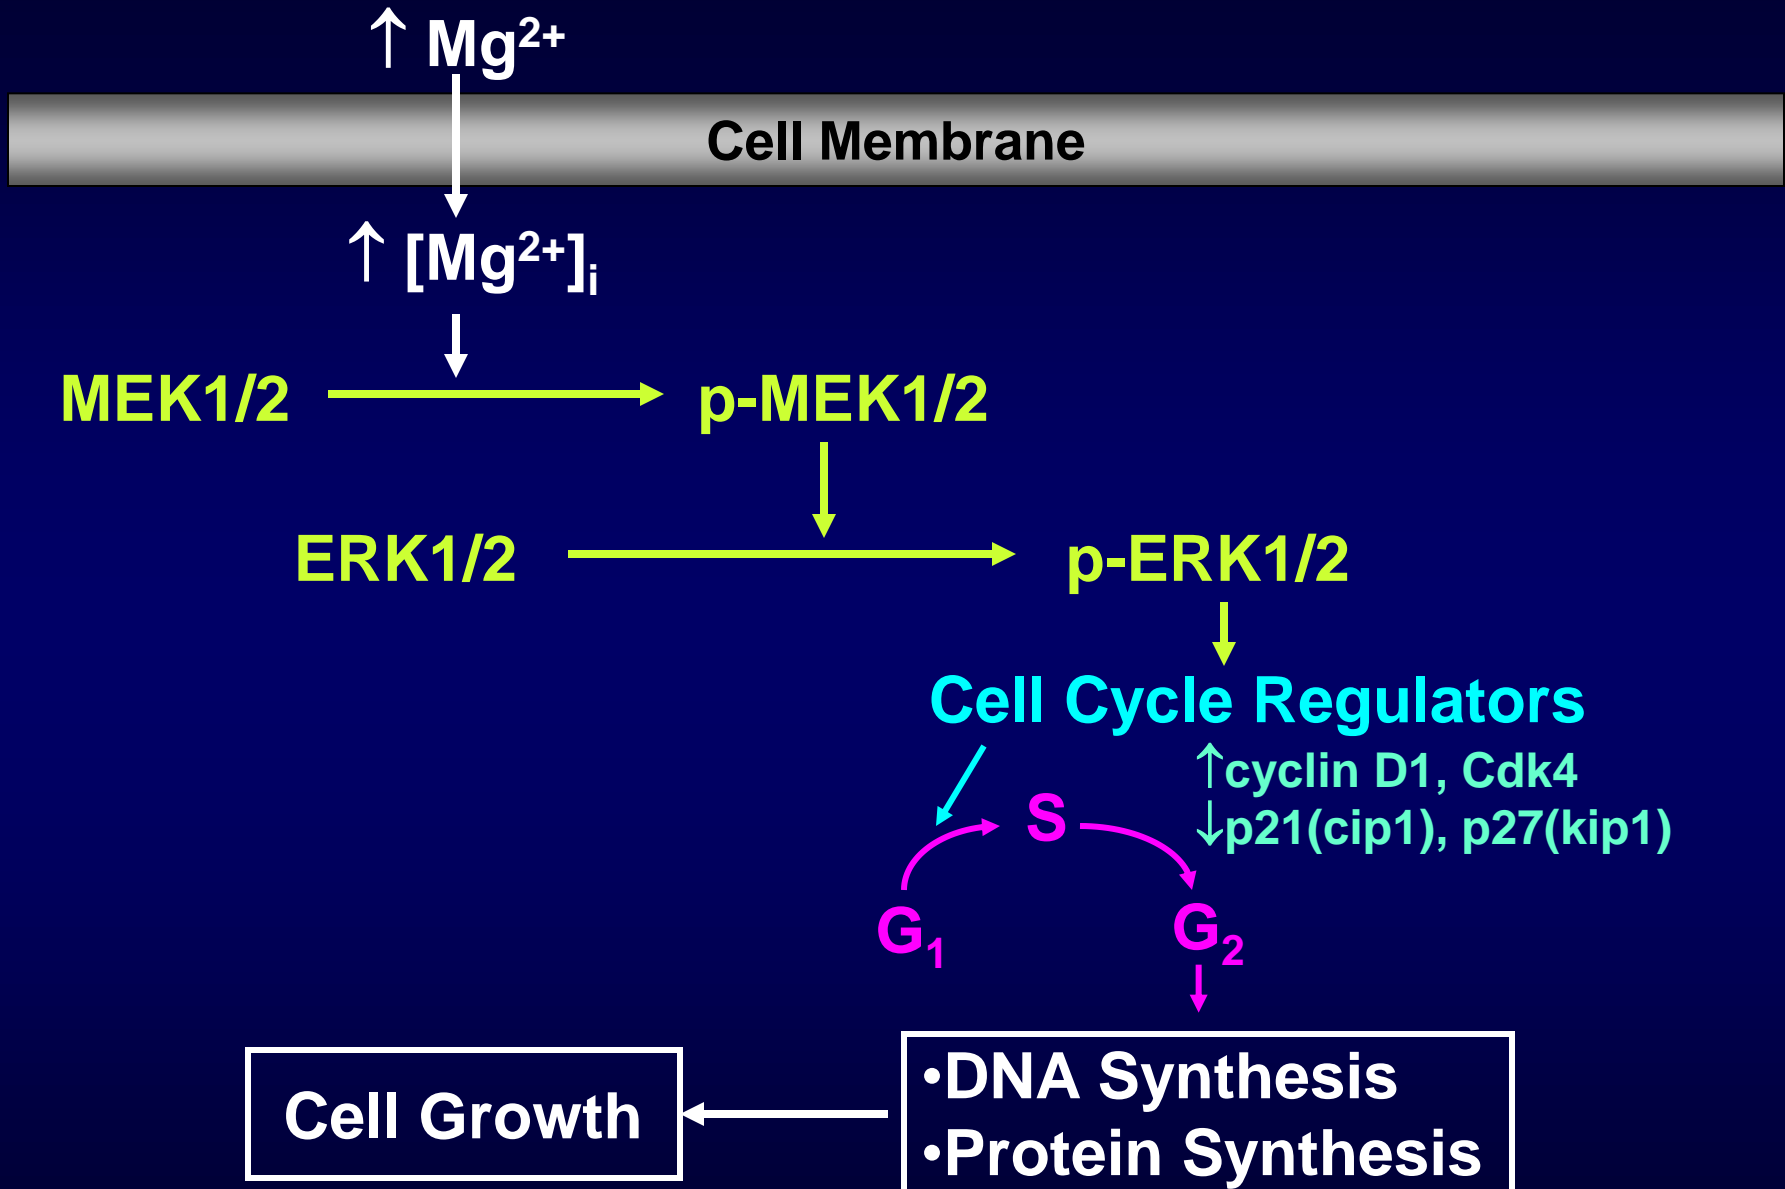 ↑ Mg²⁺
Cell Membrane
↑ [Mg²⁺]ᵢ
MEK1/2 p-MEK1/2
ERK1/2 p-ERK1/2
Cell Cycle Regulators
↑cyclin D1, Cdk4
S
↓p21(cip1), p27(kip1)
G₁ G₂
•DNA Synthesis
Cell Growth
•Protein Synthesis